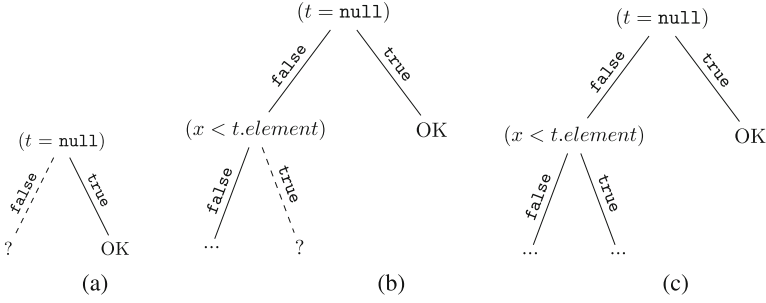 (t = null)
false
true
?
OK
(a)
(t = null)
false
true
(x < t.element)
OK
false
true
...
?
(b)
(t = null)
false
true
(x < t.element)
OK
false
true
...
...
(c)